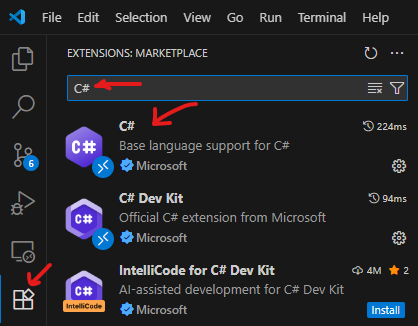 File Edit Selection View Go Run Terminal Help
EXTENSIONS: MARKETPLACE
C#
C# 224ms
Base language support for C#
Microsoft
C#
C# Dev Kit 94ms
Official C# extension from Microsoft
Microsoft
C#
6
IntelliCode for C# Dev Kit 4M 2
AI-assisted development for C# Dev Kit
Microsoft Install
C#
IntelliCode